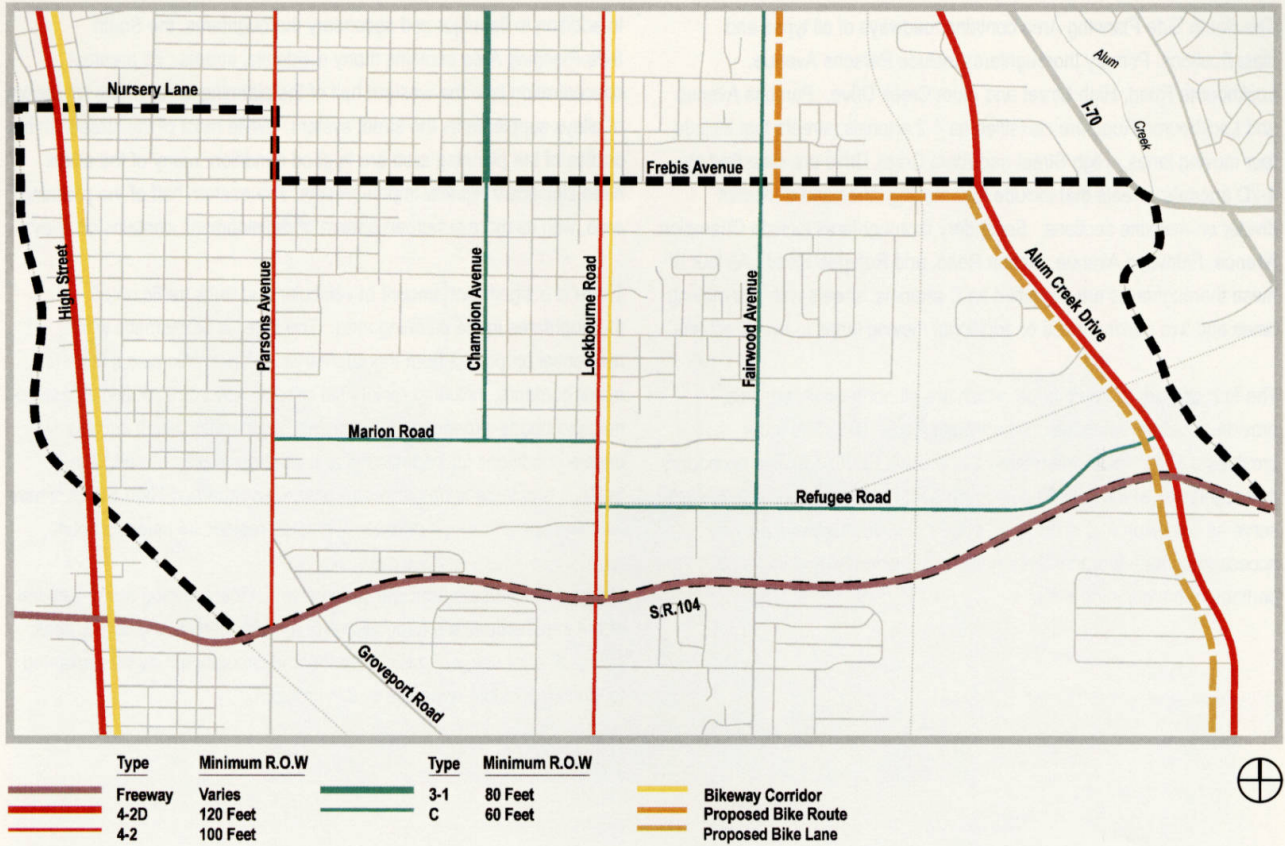 Nursery Lane
Alum
I-70
Creek
Frebis Avenue
High Street
Parsons Avenue
Champion Avenue
Lockbourne Road
Fairwood Avenue
Alum Creek Drive
Marion Road
Refugee Road
S.R.104
Groveport Road
Type Minimum R.O.W
Freeway Varies
4-2D 120 Feet
4-2 100 Feet
Type Minimum R.O.W
3-1 80 Feet
C 60 Feet
Bikeway Corridor
Proposed Bike Route
Proposed Bike Lane